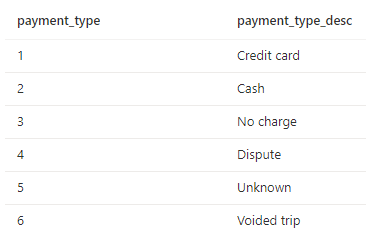 payment_type payment_type_desc
1 Credit card
2 Cash
3 No charge
4 Dispute
5 Unknown
6 Voided trip